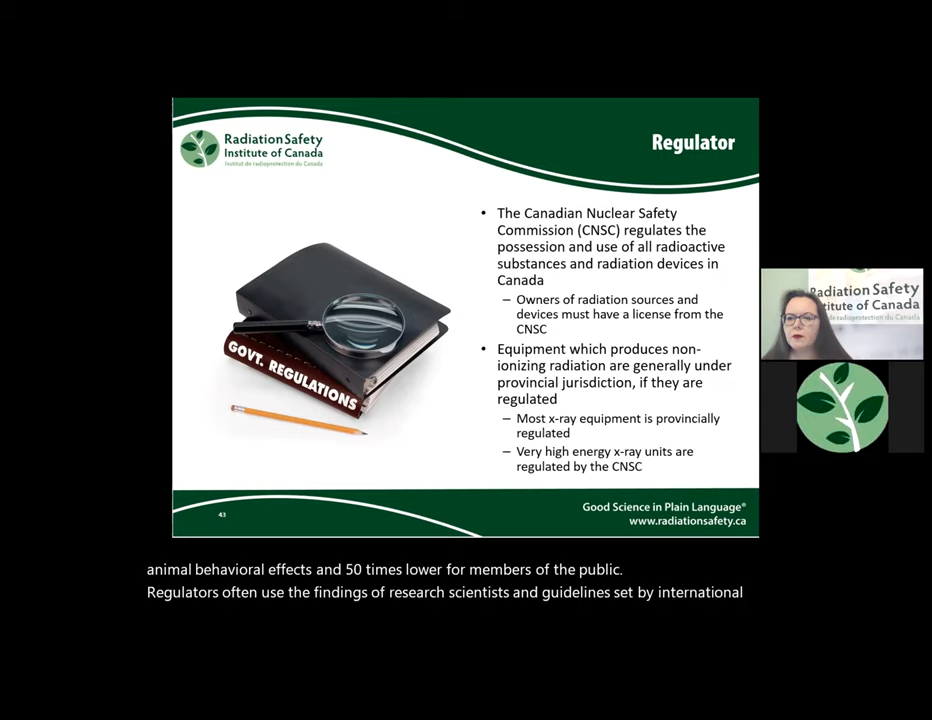 Radiation Safety
Institute of Canada
Institut de radioprotection du Canada
Regulator
• The Canadian Nuclear Safety
Commission (CNSC) regulates the
possession and use of all radioactive
substances and radiation devices in
Canada
– Owners of radiation sources and
devices must have a license from the
CNSC
• Equipment which produces non-
ionizing radiation are generally under
provincial jurisdiction, if they are
regulated
– Most x-ray equipment is provincially
regulated
– Very high energy x-ray units are
regulated by the CNSC
GOVT. REGULATIONS
43
Good Science in Plain Language®
www.radiationsafety.ca
Radiation Safety
titute of Canada
de radioprotection du Canada
animal behavioral effects and 50 times lower for members of the public.
Regulators often use the findings of research scientists and guidelines set by international